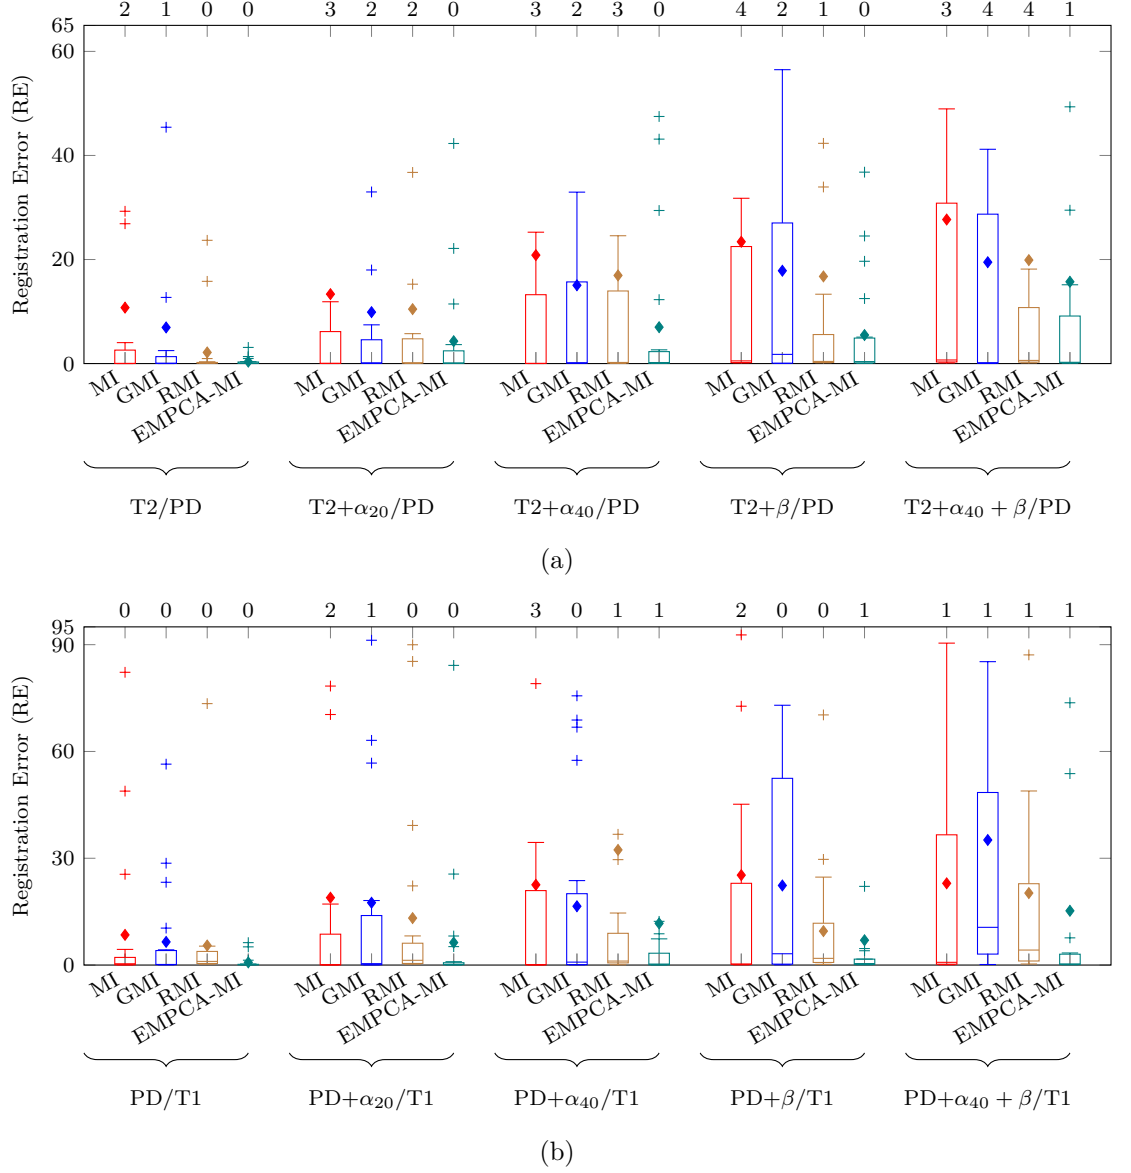 2 1 0 0 3 2 2 0 3 2 3 0 4 2 1 0 3 4 4 1
65
60
40
20
0
Registration Error (RE)
MI GMI RMI EMPCA-MI MI GMI RMI EMPCA-MI MI GMI RMI EMPCA-MI MI GMI RMI EMPCA-MI MI GMI RMI EMPCA-MI
T2/PD T2+α₂₀/PD T2+α₄₀/PD T2+β/PD T2+α₄₀ + β/PD
(a)
0 0 0 0 2 1 0 0 3 0 1 1 2 0 0 1 1 1 1 1
95
90
60
30
0
Registration Error (RE)
MI GMI RMI EMPCA-MI MI GMI RMI EMPCA-MI MI GMI RMI EMPCA-MI MI GMI RMI EMPCA-MI MI GMI RMI EMPCA-MI
PD/T1 PD+α₂₀/T1 PD+α₄₀/T1 PD+β/T1 PD+α₄₀ + β/T1
(b)